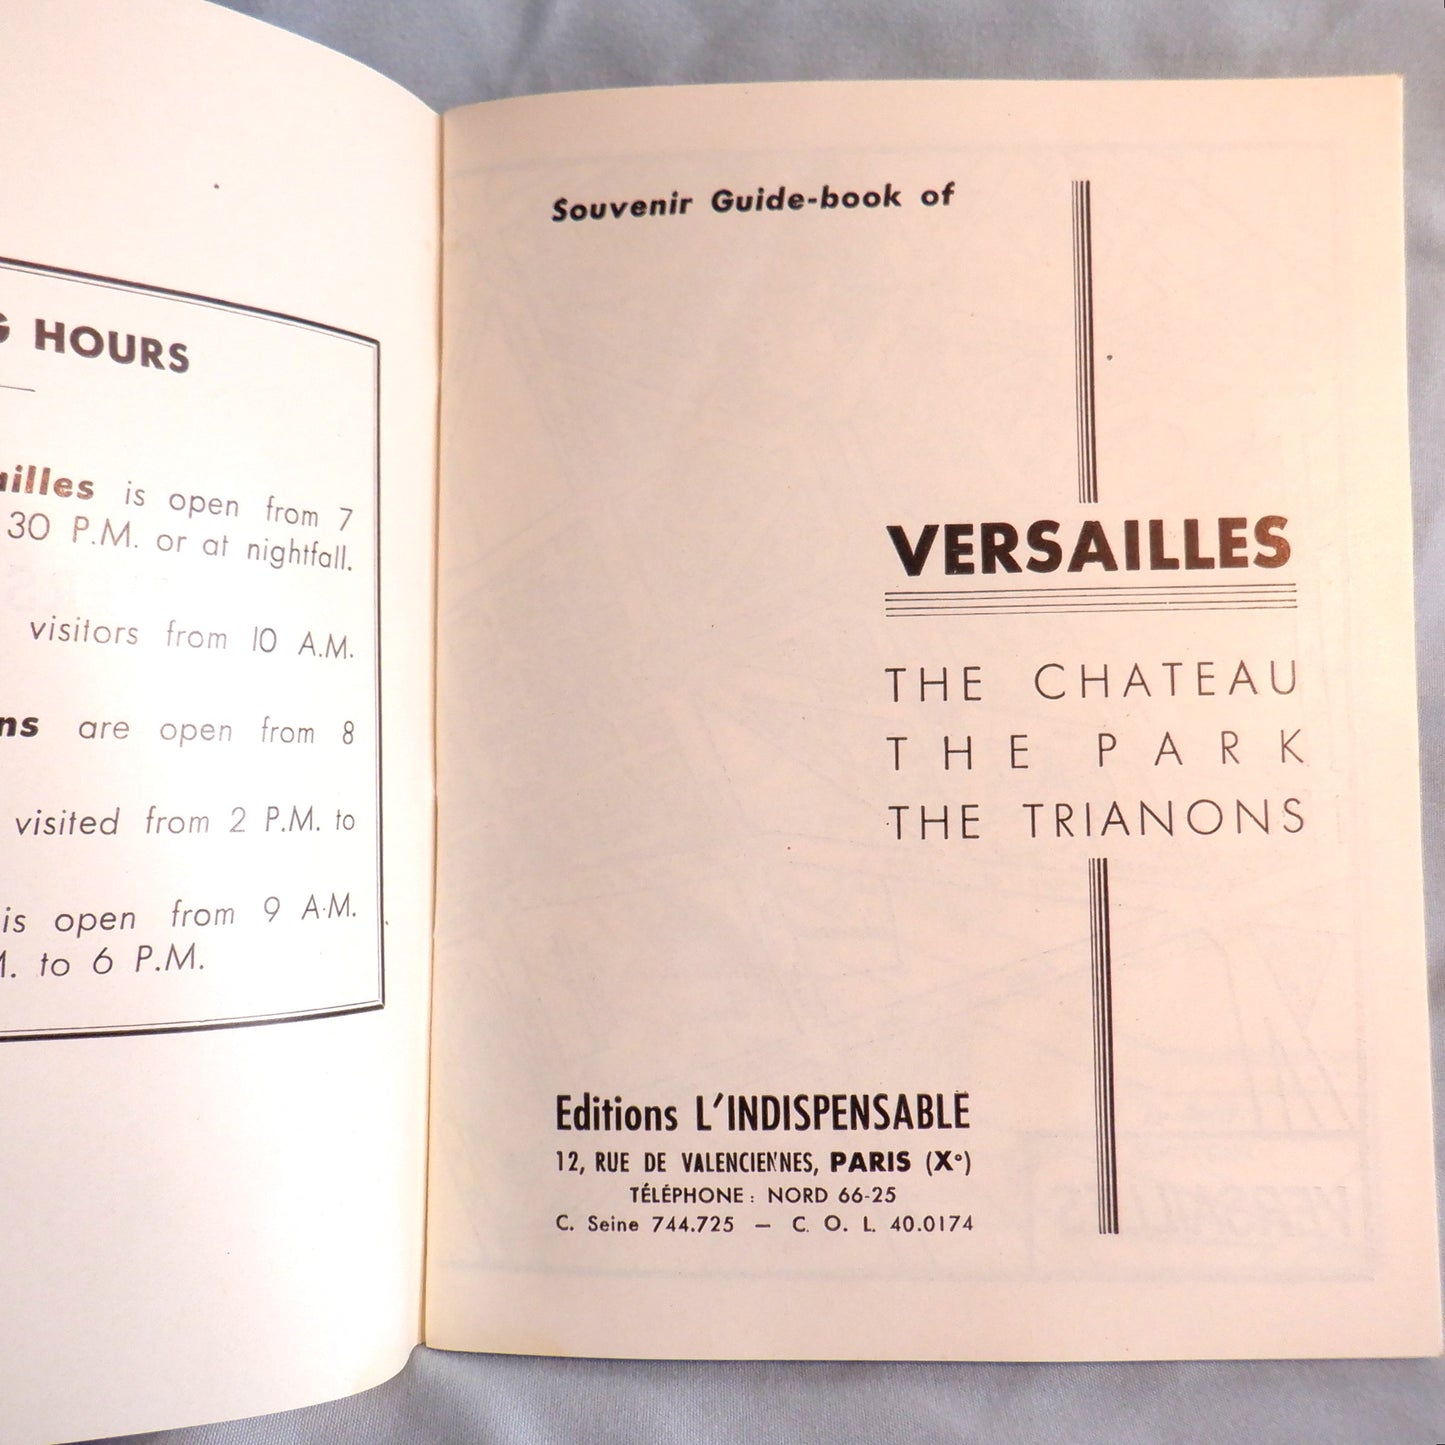 HOURS
is open from 7
30 P.M. or at nightfall.
visitors from 10 A.M.
are open from 8
visited from 2 P.M. to
is open from 9 A.M.
to 6 P.M.
Souvenir Guide-book of
VERSAILLES
THE CHATEAU
THE PARK
THE TRIANONS
Editions L'INDISPENSABLE
12, RUE DE VALENCIENNES, PARIS (Xe)
TÉLÉPHONE : NORD 66-25
C. Seine 744.725 — C. O. L. 40.0174